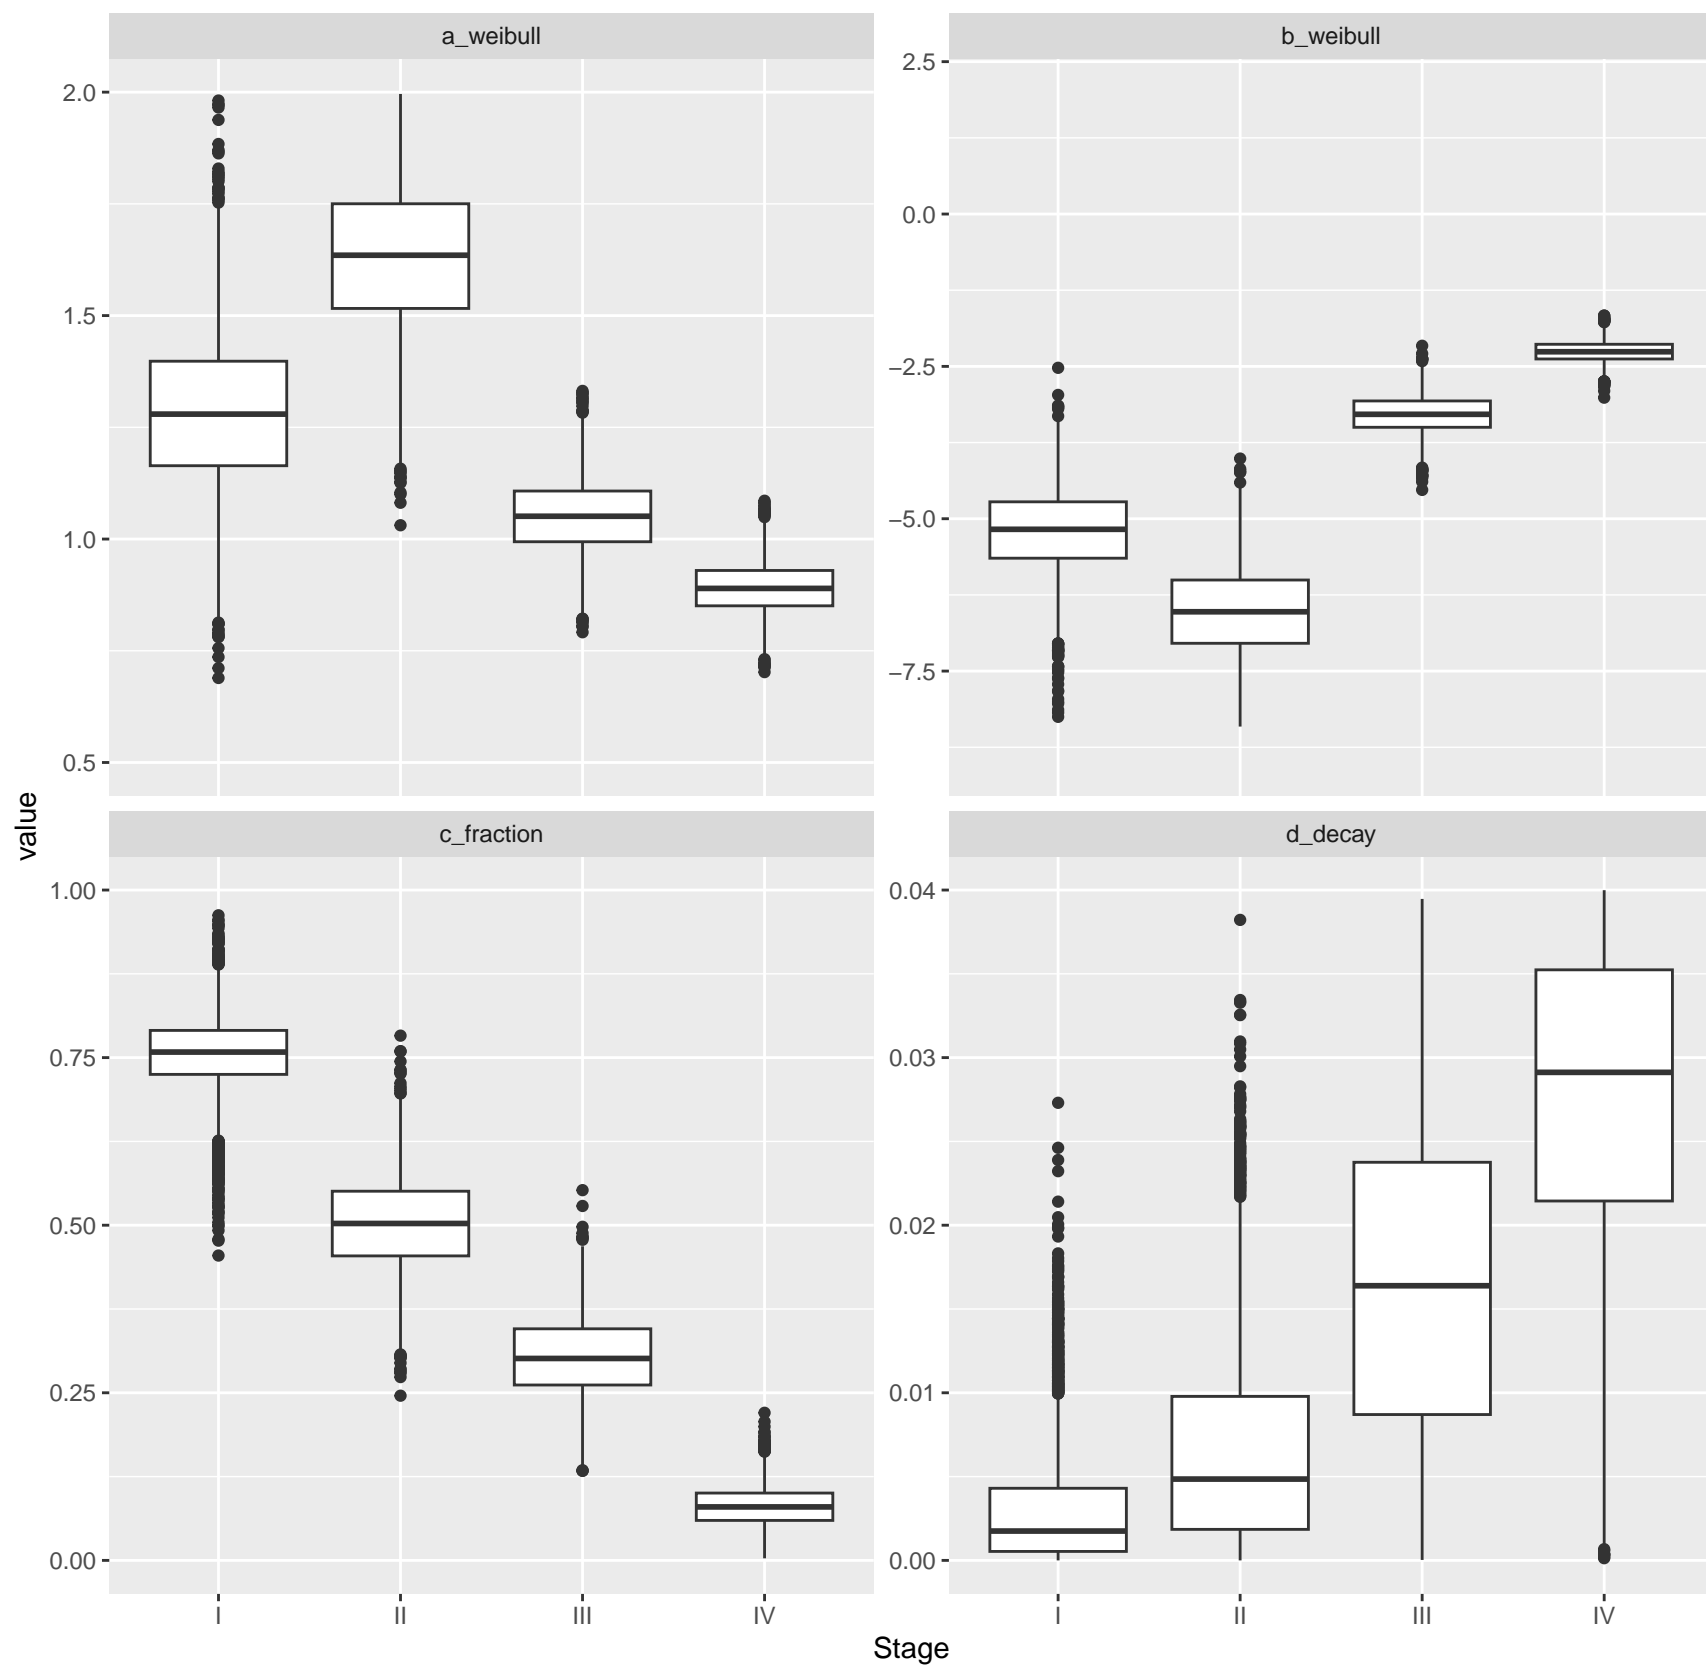 a_weibull
b_weibull
2.0
1.5
1.0
0.5
2.5
0.0
−2.5
−5.0
−7.5
value
c_fraction
d_decay
1.00
0.75
0.50
0.25
0.00
0.04
0.03
0.02
0.01
0.00
I II III IV
I II III IV
Stage